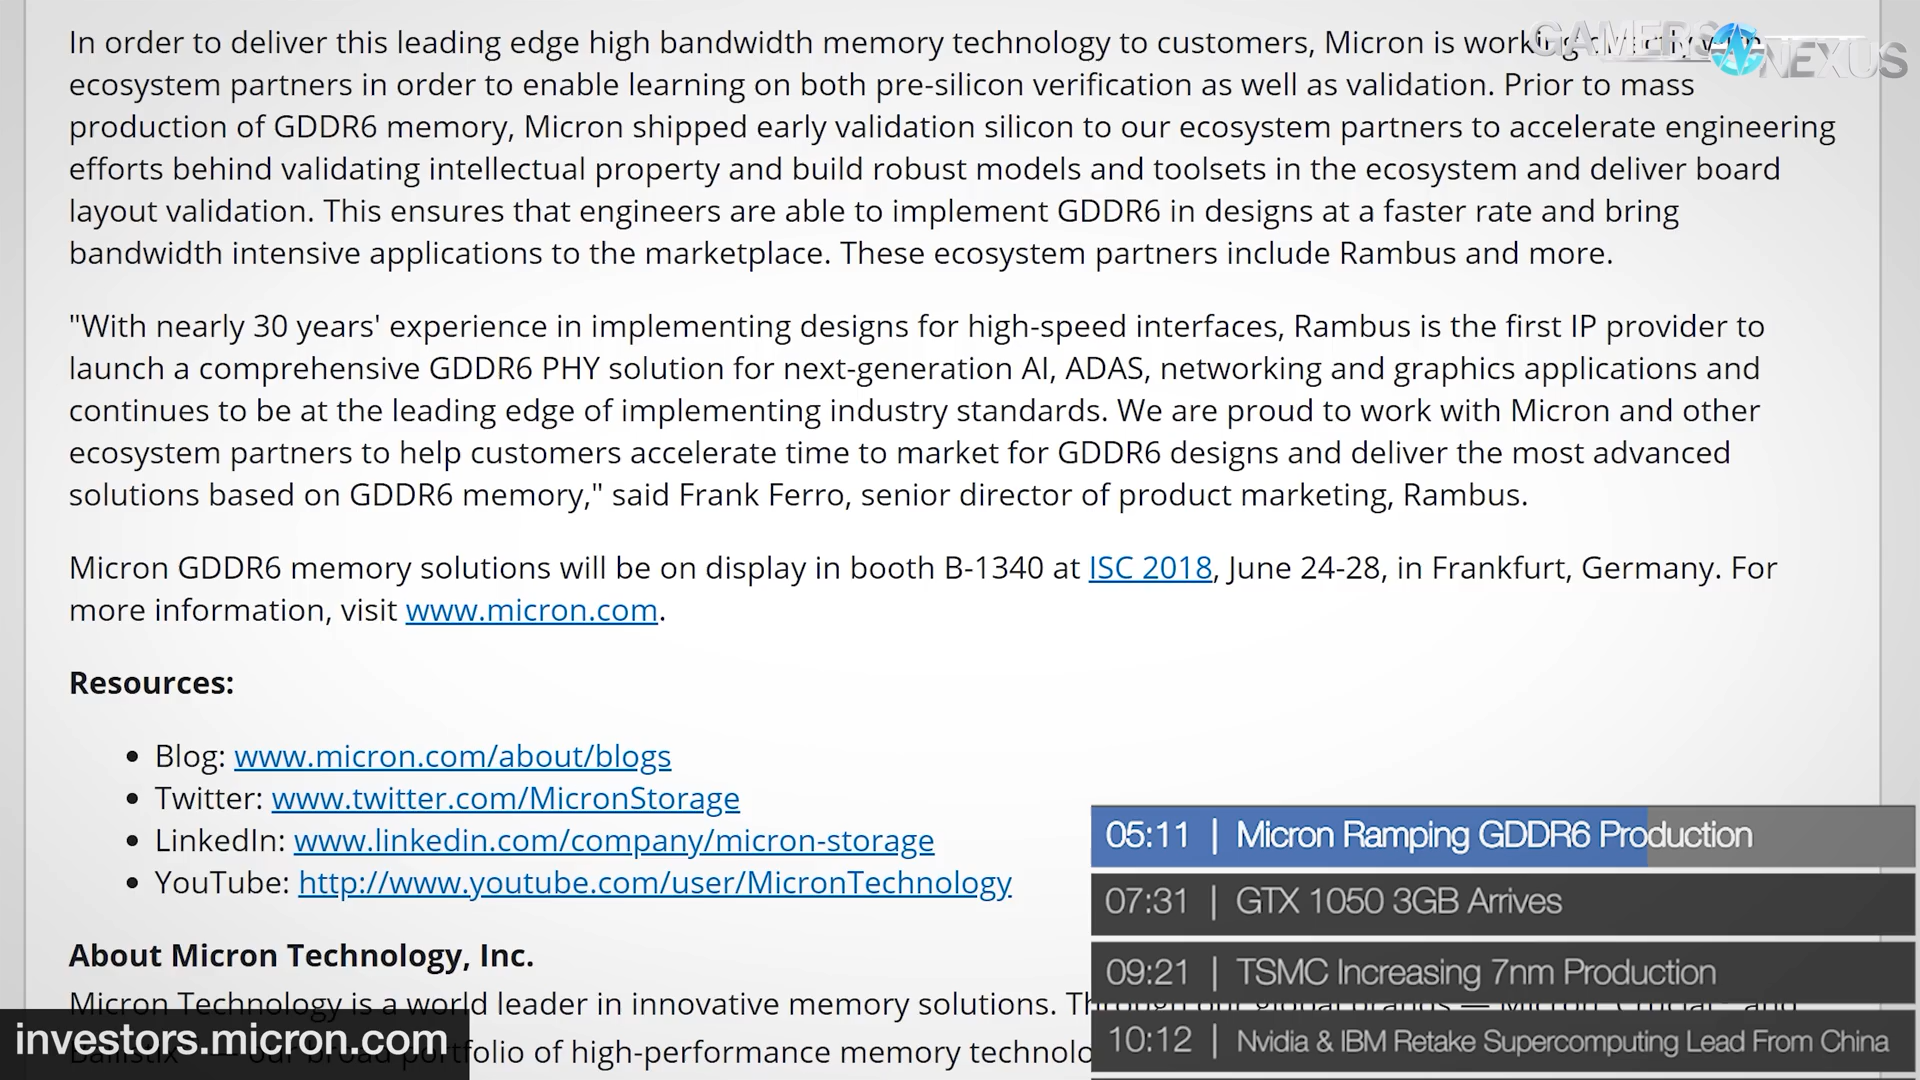 In order to deliver this leading edge high bandwidth memory technology to customers, Micron is working directly with
GAMERS NEXUS
ecosystem partners in order to enable learning on both pre-silicon verification as well as validation. Prior to mass
production of GDDR6 memory, Micron shipped early validation silicon to our ecosystem partners to accelerate engineering
efforts behind validating intellectual property and build robust models and toolsets in the ecosystem and deliver board
layout validation. This ensures that engineers are able to implement GDDR6 in designs at a faster rate and bring
bandwidth intensive applications to the marketplace. These ecosystem partners include Rambus and more.
"With nearly 30 years' experience in implementing designs for high-speed interfaces, Rambus is the first IP provider to
launch a comprehensive GDDR6 PHY solution for next-generation AI, ADAS, networking and graphics applications and
continues to be at the leading edge of implementing industry standards. We are proud to work with Micron and other
ecosystem partners to help customers accelerate time to market for GDDR6 designs and deliver the most advanced
solutions based on GDDR6 memory," said Frank Ferro, senior director of product marketing, Rambus.
Micron GDDR6 memory solutions will be on display in booth B-1340 at ISC 2018, June 24-28, in Frankfurt, Germany. For
more information, visit www.micron.com.
Resources:
• Blog: www.micron.com/about/blogs
• Twitter: www.twitter.com/MicronStorage
• LinkedIn: www.linkedin.com/company/micron-storage
• YouTube: http://www.youtube.com/user/MicronTechnology
About Micron Technology, Inc.
Micron Technology is a world leader in innovative memory solutions. Through our global brands — Micron, Crucial and
Ballistix — our broad portfolio of high-performance memory
investors.micron.com
05:11 | Micron Ramping GDDR6 Production
07:31 | GTX 1050 3GB Arrives
09:21 | TSMC Increasing 7nm Production
10:12 | Nvidia & IBM Retake Supercomputing Lead From China